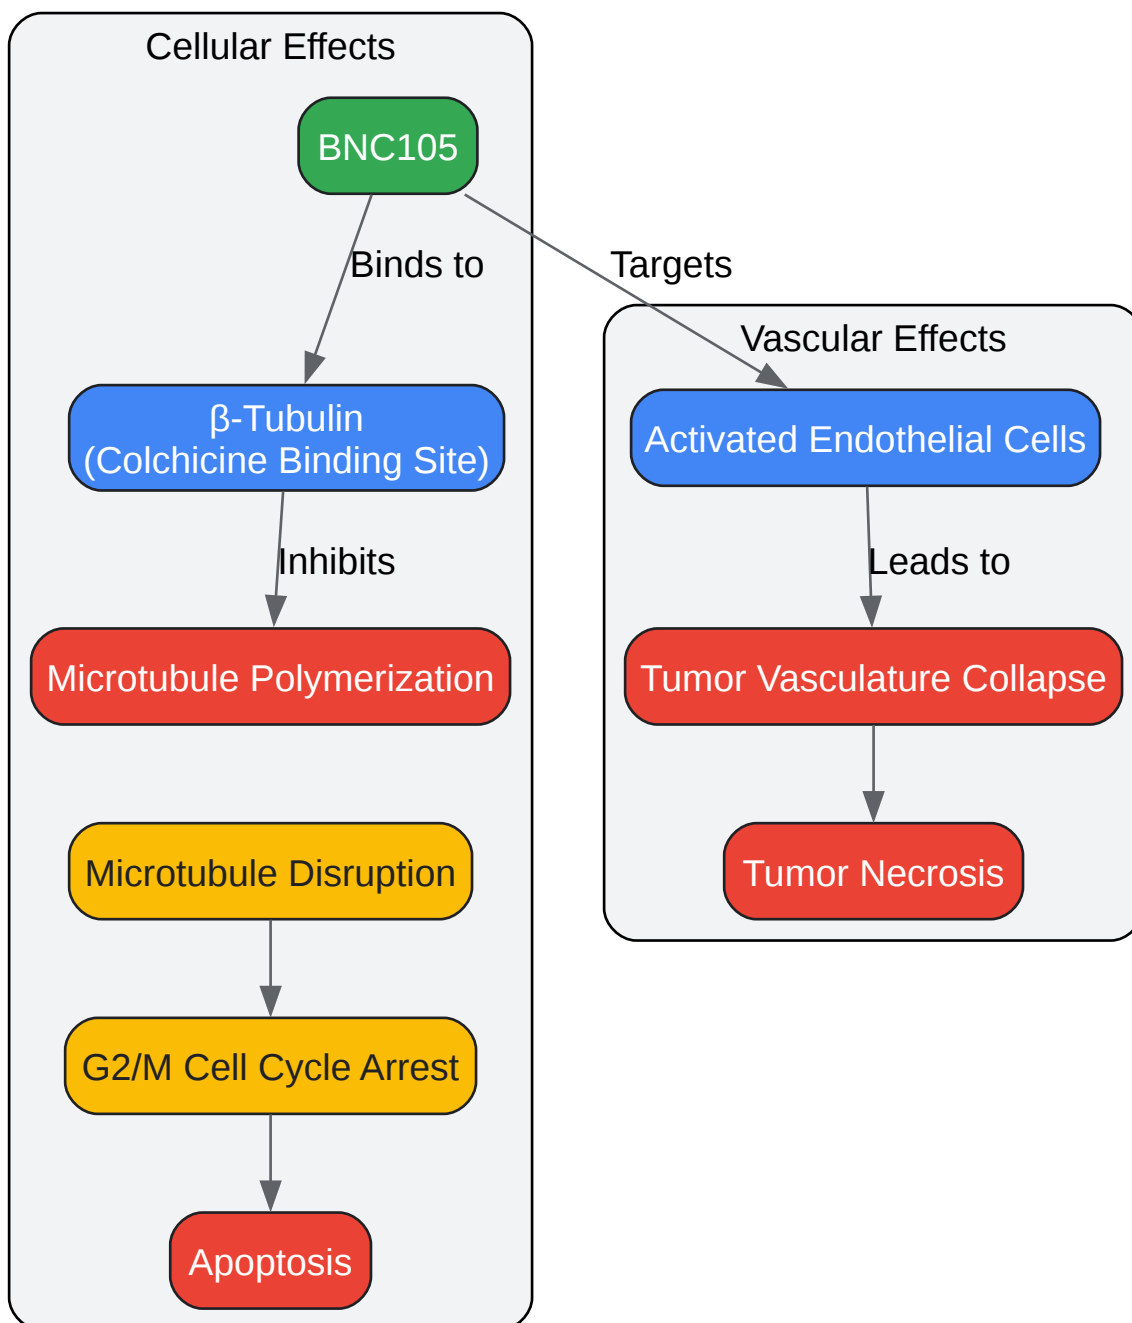 Cellular Effects
BNC105
Binds to
Targets
Vascular Effects
β-Tubulin
(Colchicine Binding Site)
Activated Endothelial Cells
Inhibits
Leads to
Microtubule Polymerization
Tumor Vasculature Collapse
Microtubule Disruption
Tumor Necrosis
G2/M Cell Cycle Arrest
Apoptosis